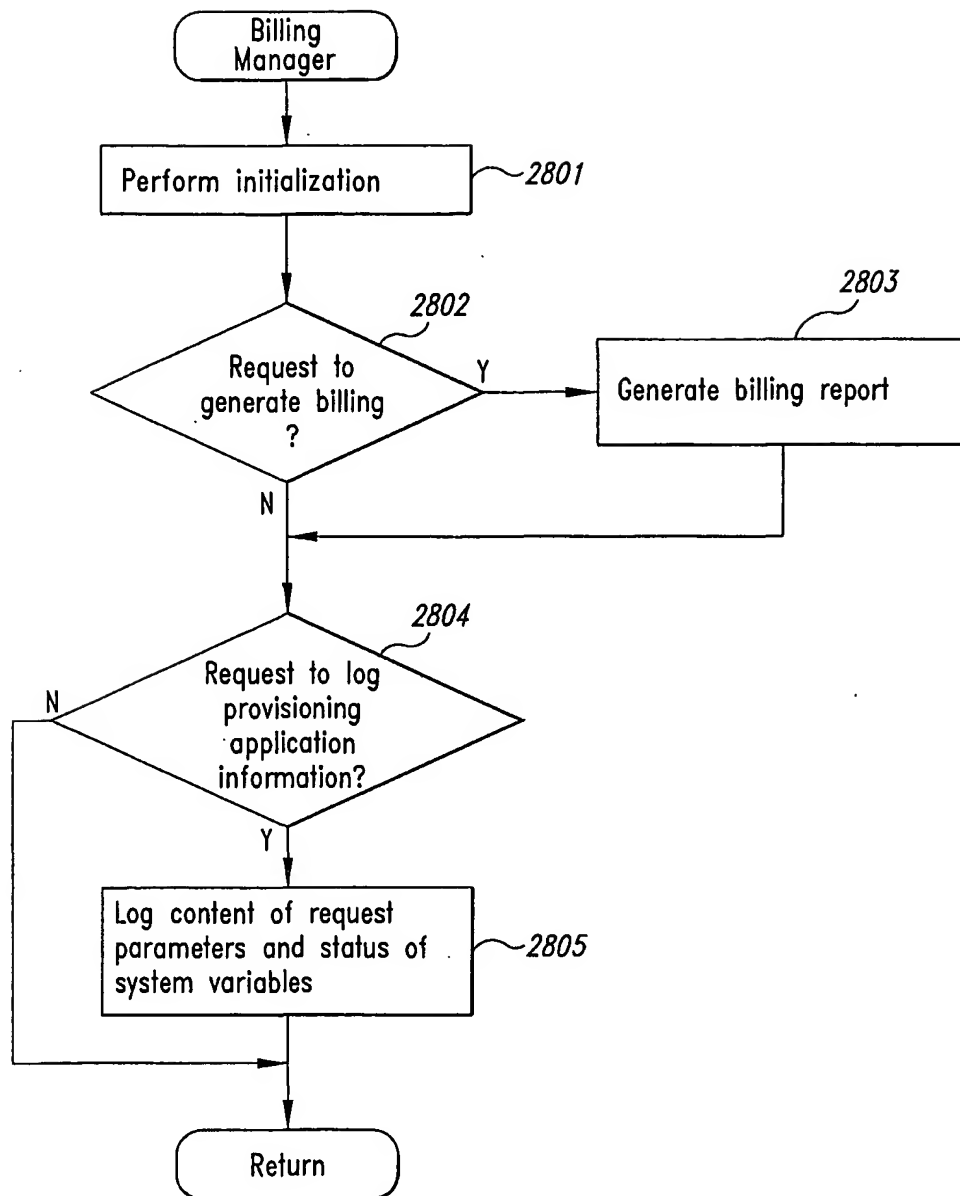 Billing
Manager
Perform initialization
2801
2802
Request to
generate billing
?
Y
N
2803
Generate billing report
2804
Request to log
provisioning
application
information?
N
Y
Log content of request
parameters and status of
system variables
2805
Return